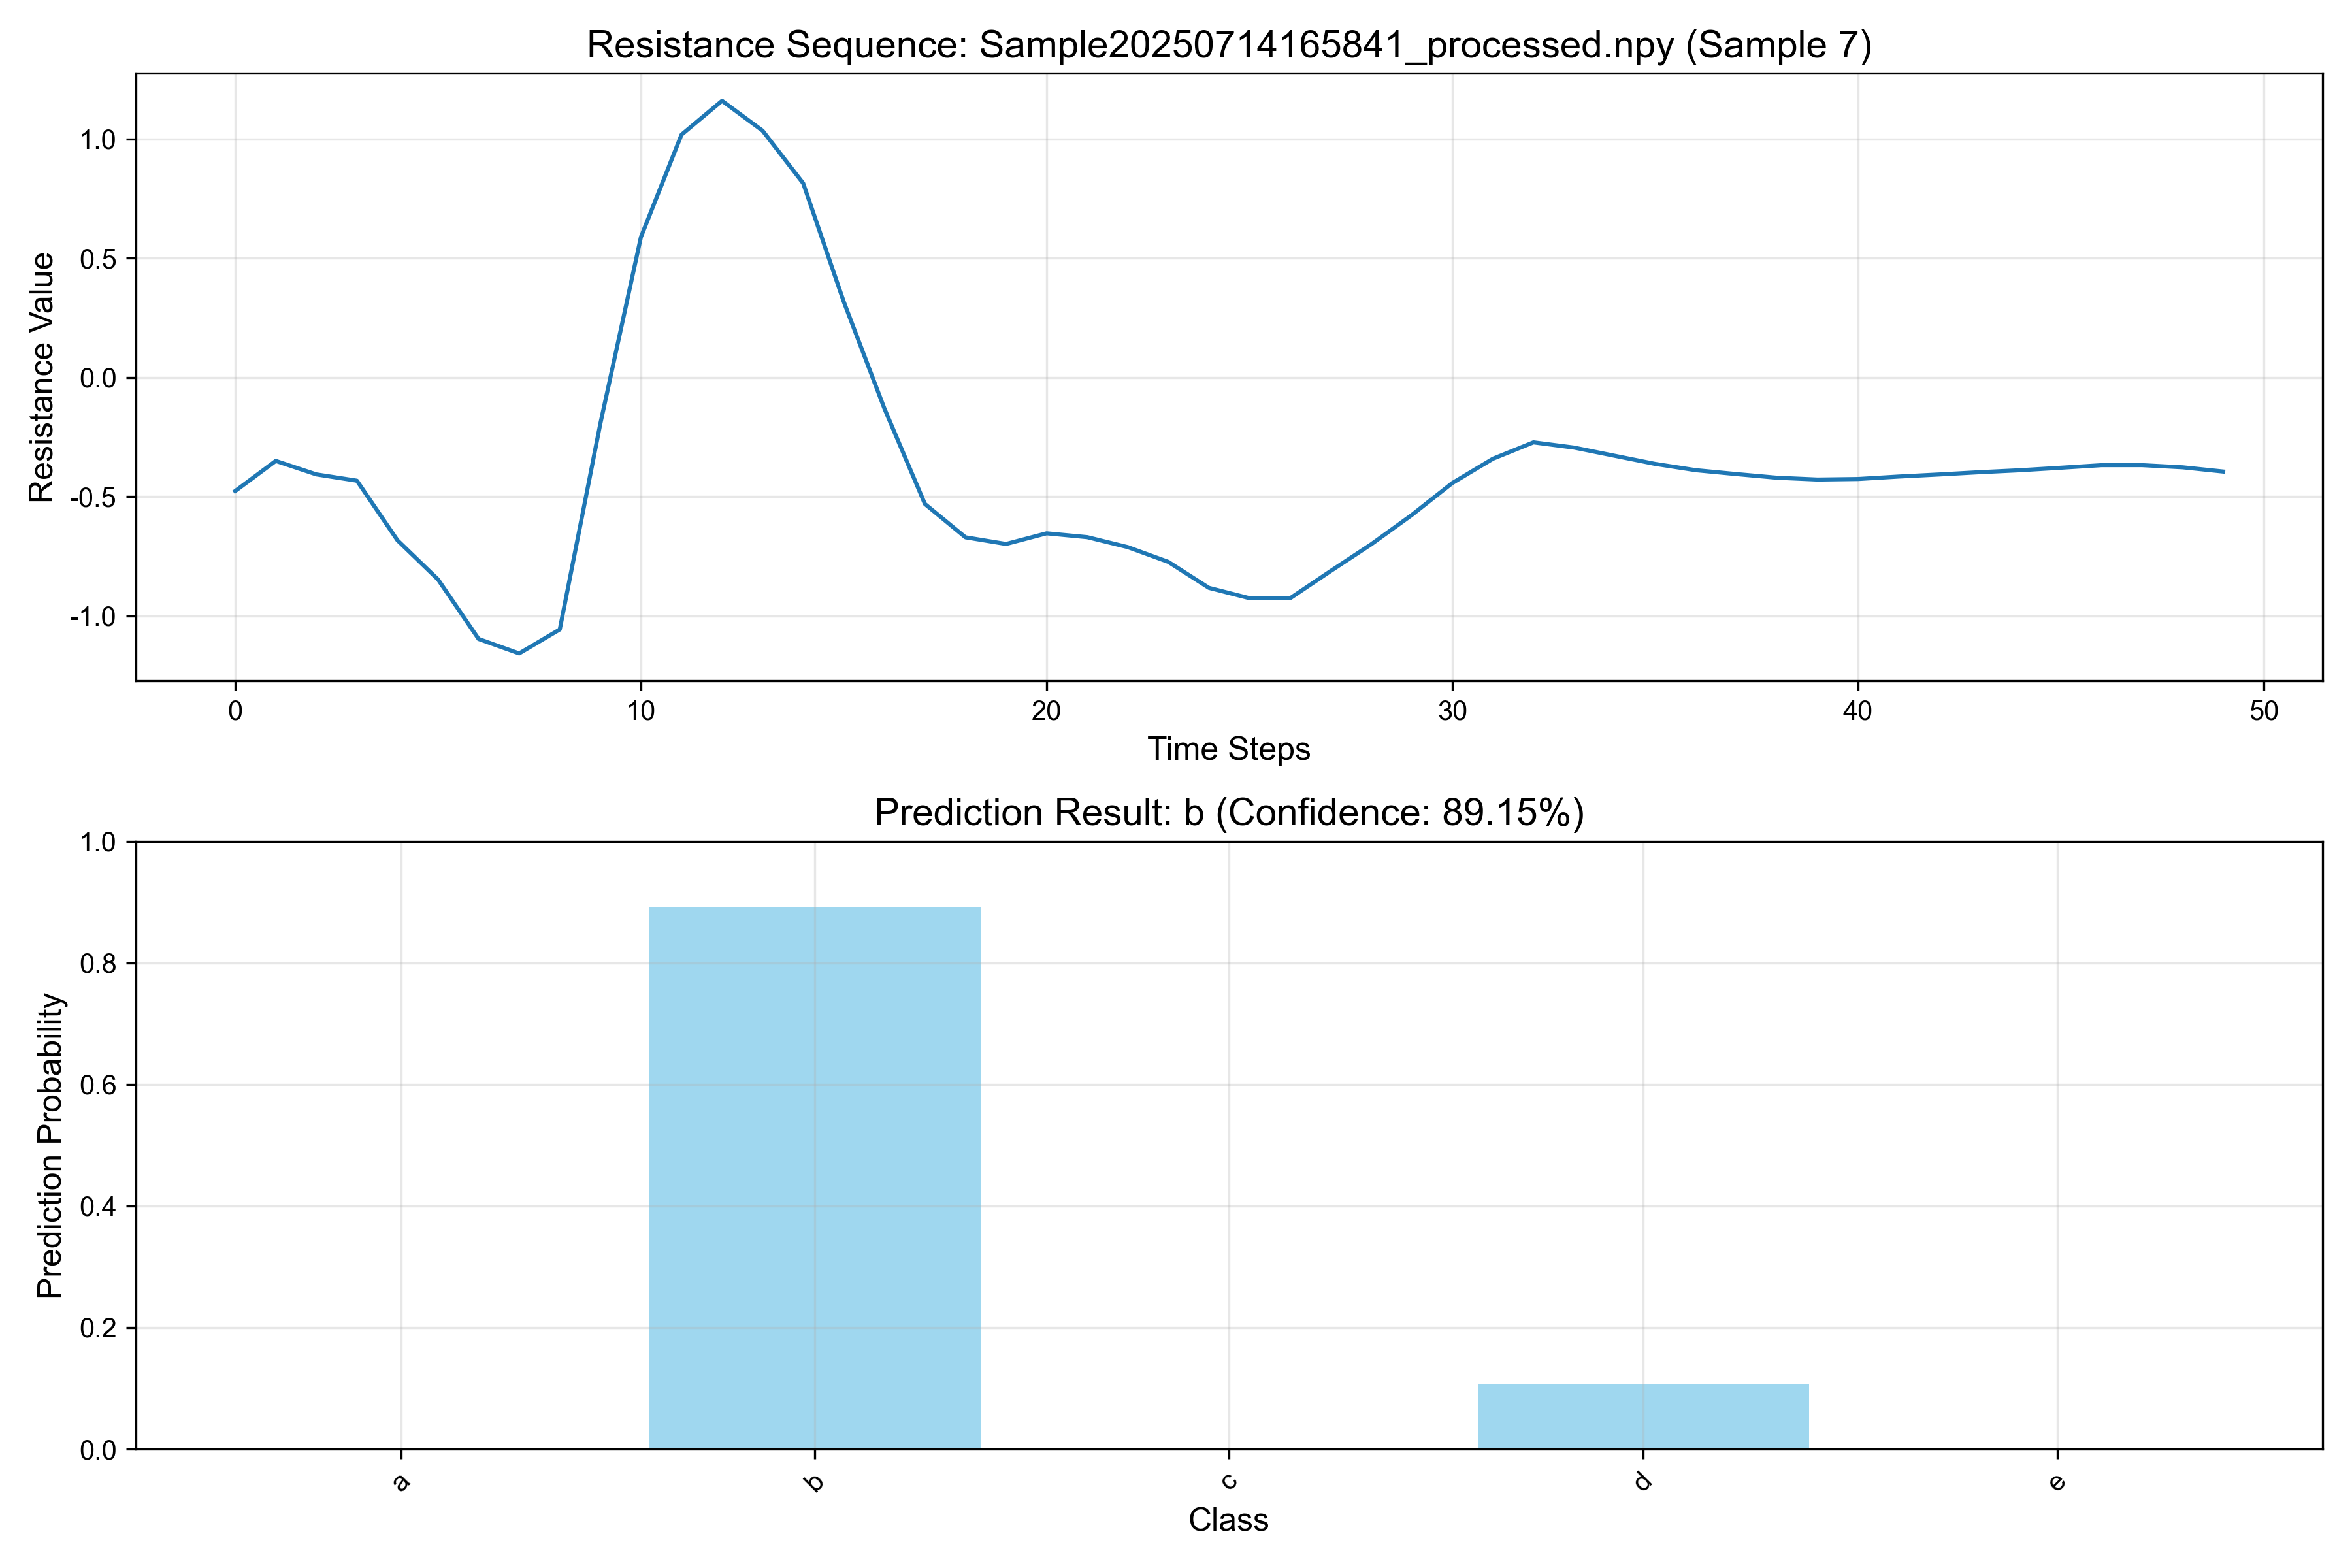 Resistance Sequence: Sample20250714165841_processed.npy (Sample 7)
Resistance Value
1.0
0.5
0.0
-0.5
-1.0
0 10 20 30 40 50
Time Steps
Prediction Result: b (Confidence: 89.15%)
Prediction Probability
1.0
0.8
0.6
0.4
0.2
0.0
a b c d e
Class